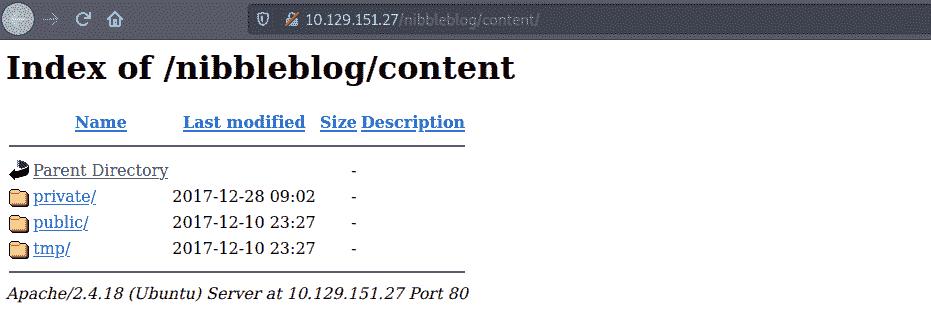 10.129.151.27/nibbleblog/content/
Index of /nibbleblog/content
Name Last modified Size Description
Parent Directory -
private/ 2017-12-28 09:02 -
public/ 2017-12-10 23:27 -
tmp/ 2017-12-10 23:27 -
Apache/2.4.18 (Ubuntu) Server at 10.129.151.27 Port 80